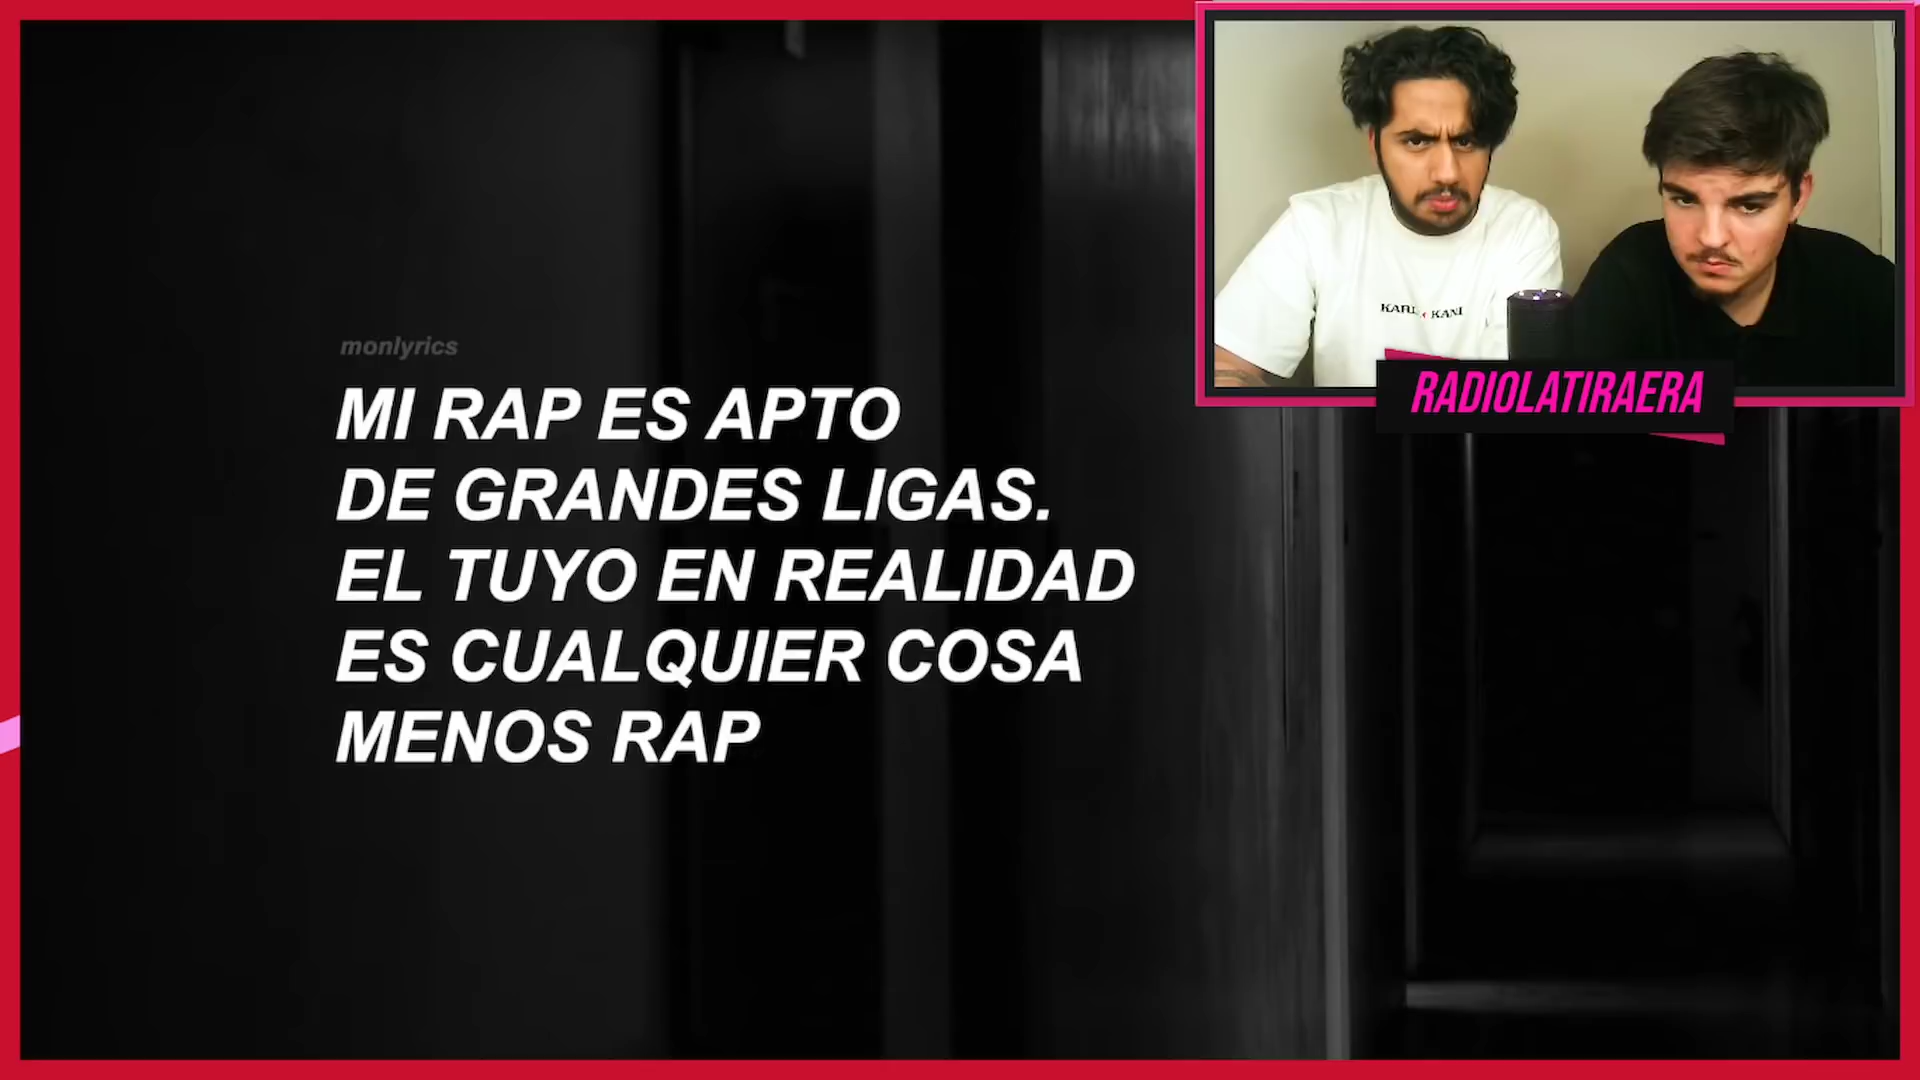 monlyrics
MI RAP ES APTO
DE GRANDES LIGAS.
EL TUYO EN REALIDAD
ES CUALQUIER COSA
MENOS RAP
KARL KANI
RADIOLATIRAERA